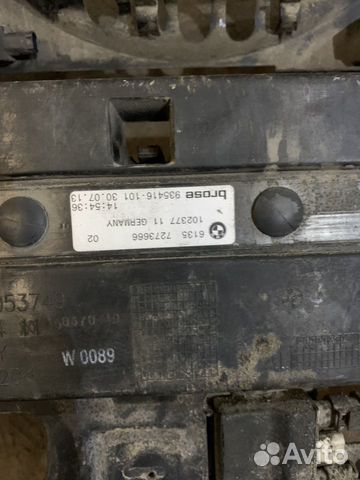 6135 7273666 02
102377 11 GERMANY
14:54:36
brose 935416-101 30.07.13
W 0089
Avito